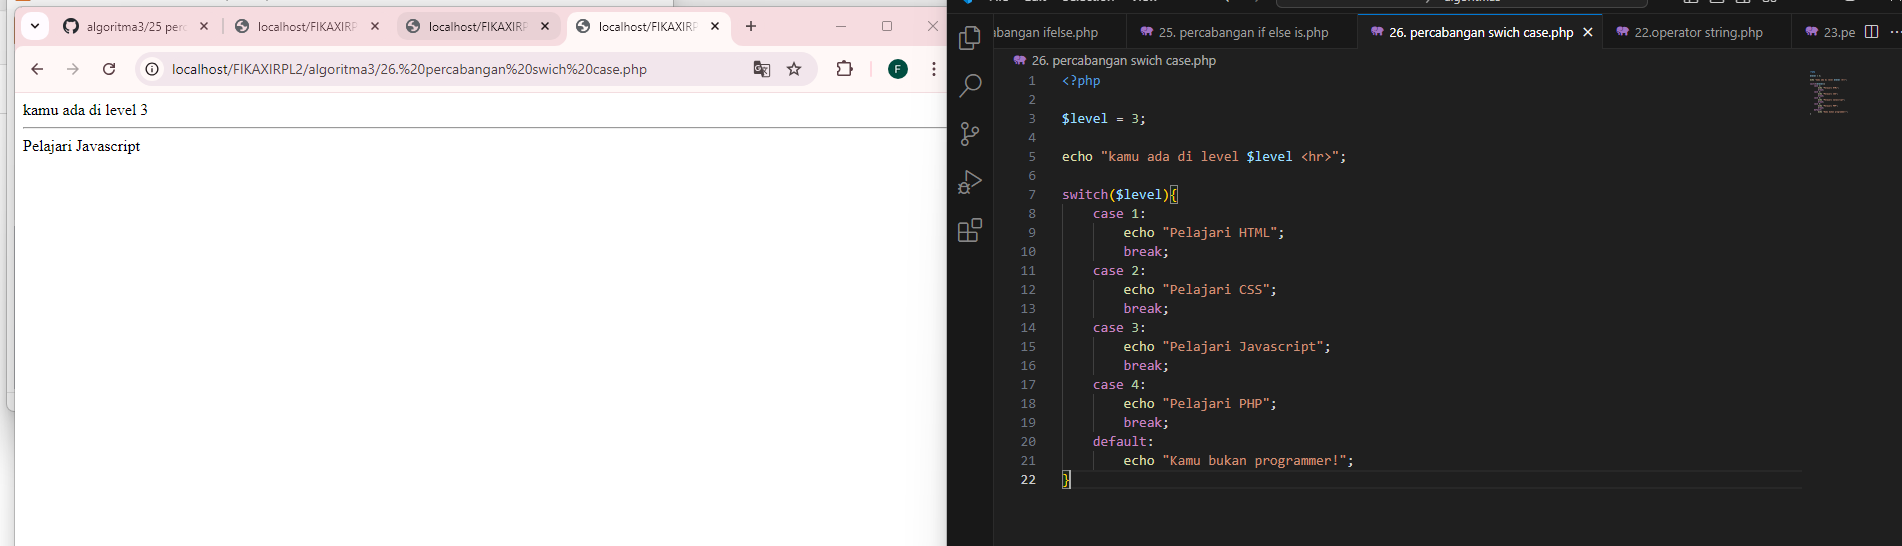 algoritma3/25 perc
localhost/FIKAXIRP
localhost/FIKAXIRP
localhost/FIKAXIRP
localhost/FIKAXIRPL2/algoritma3/26.%20percabangan%20swich%20case.php
F
kamu ada di level 3
Pelajari Javascript
abangan ifelse.php
25. percabangan if else is.php
26. percabangan swich case.php
22.operator string.php
23.pe
26. percabangan swich case.php
1 <?php
2
3 $level = 3;
4
5 echo "kamu ada di level $level <hr>";
6
7 switch($level){
8 case 1:
9 echo "Pelajari HTML";
10 break;
11 case 2:
12 echo "Pelajari CSS";
13 break;
14 case 3:
15 echo "Pelajari Javascript";
16 break;
17 case 4:
18 echo "Pelajari PHP";
19 break;
20 default:
21 echo "Kamu bukan programmer!";
22 }